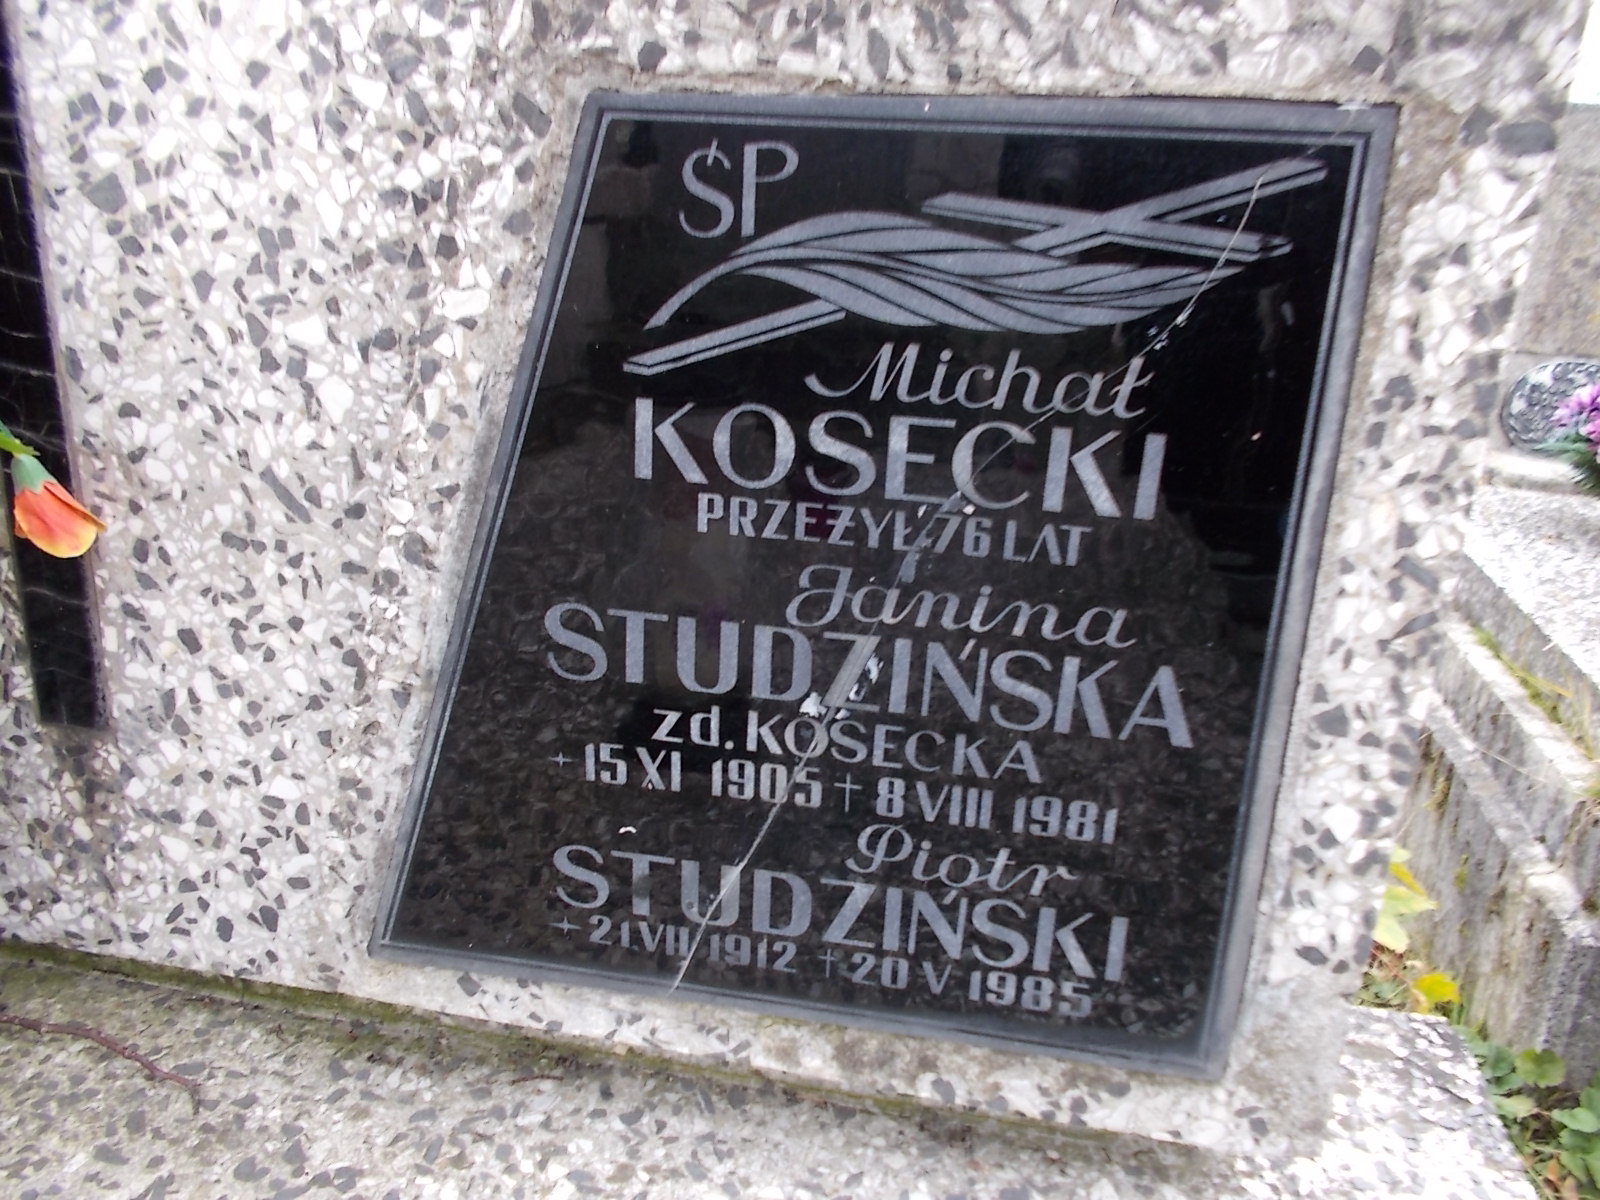 ŚP
Michał
KOSECKI
PRZEŻYŁ 76 LAT
Janina
STUDZIŃSKA
zd. KOSECKA
+ 15 XI 1905 + 8 VIII 1981
Piotr
STUDZIŃSKI
+ 21.VII 1912 + 20 V 1985